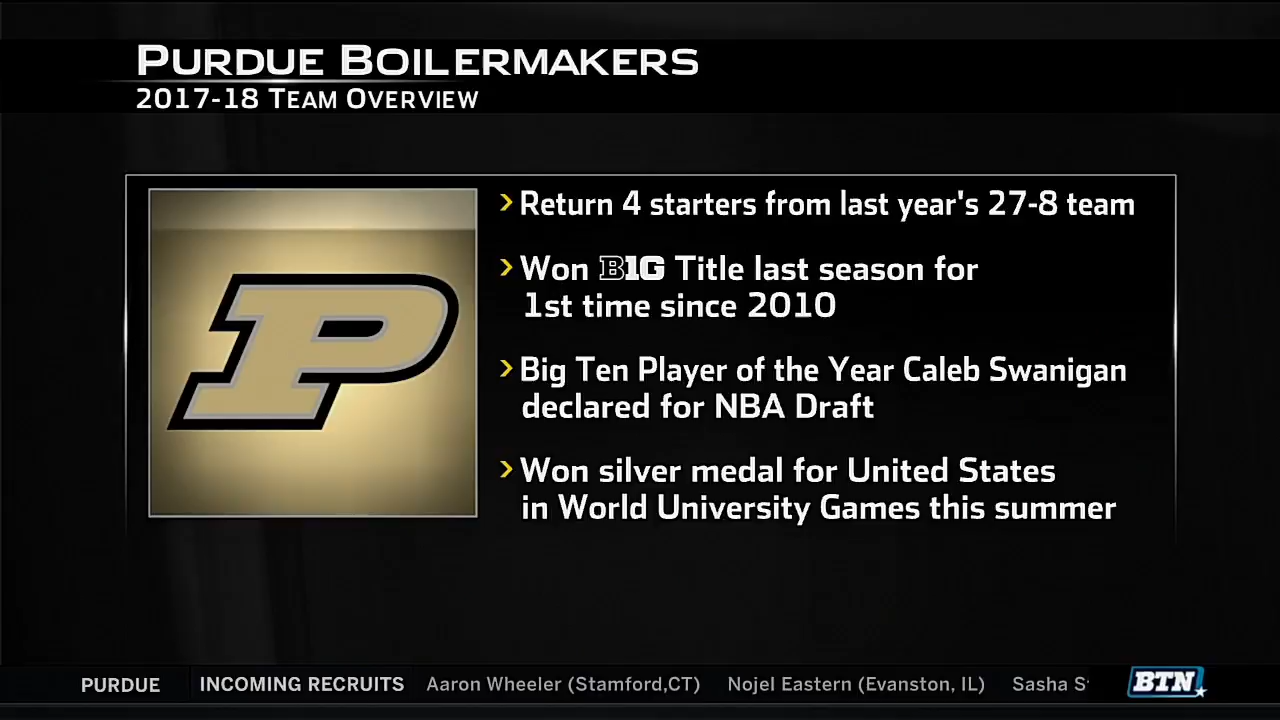 PURDUE BOILERMAKERS
2017-18 TEAM OVERVIEW
P
Return 4 starters from last year's 27-8 team
Won B1G Title last season for
1st time since 2010
Big Ten Player of the Year Caleb Swanigan
declared for NBA Draft
Won silver medal for United States
in World University Games this summer
PURDUE INCOMING RECRUITS Aaron Wheeler (Stamford,CT) Nojel Eastern (Evanston, IL) Sasha
BTN